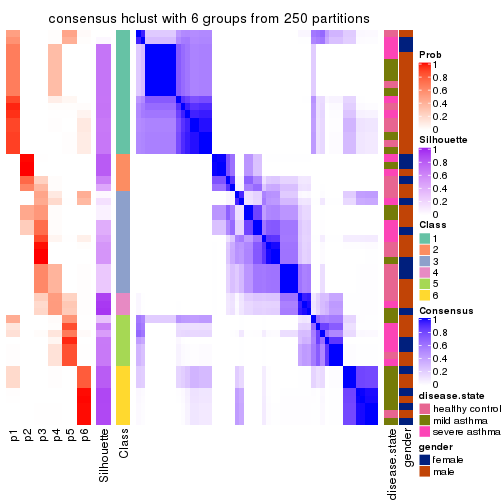 consensus hclust with 6 groups from 250 partitions
Prob
1
0.8
0.6
0.4
0.2
0
Silhouette
1
0.8
0.6
0.4
0.2
0
Class
1
2
3
4
5
6
Consensus
1
0.8
0.6
0.4
0.2
0
disease.state
healthy control
mild asthma
severe asthma
gender
female
male
p1
p2
p3
p4
p5
p6
Silhouette
Class
disease.state
gender